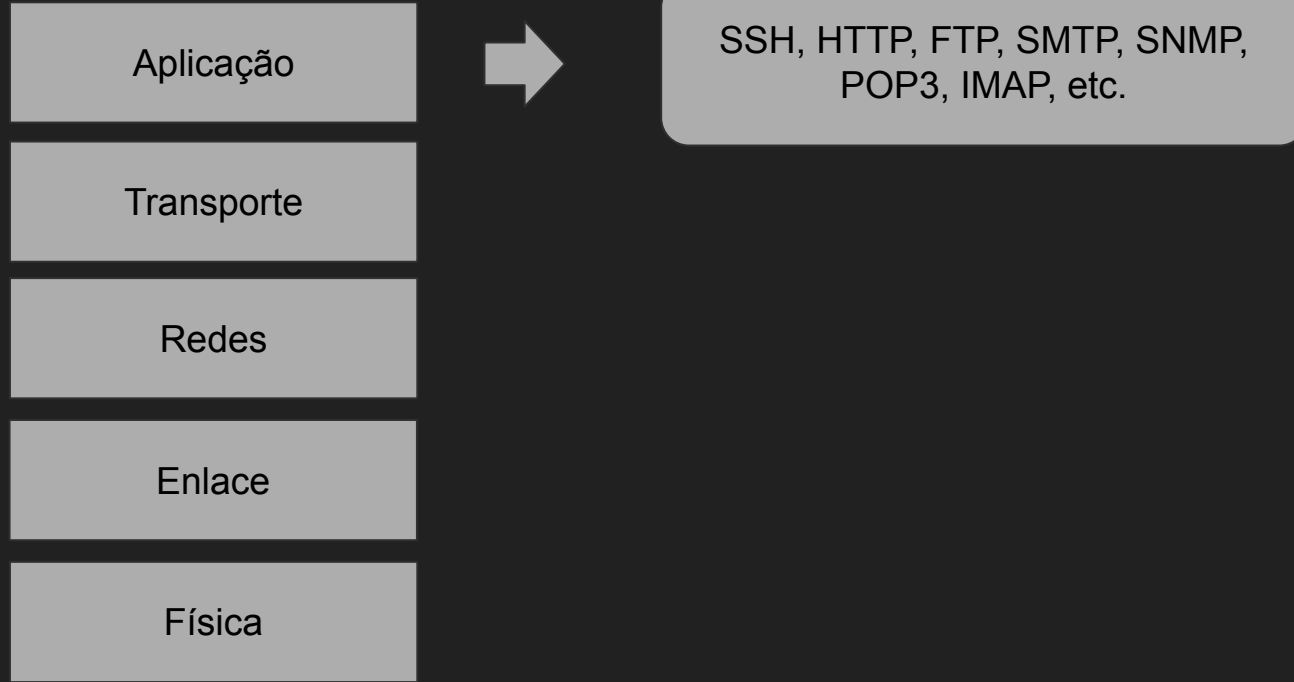 Aplicação
SSH, HTTP, FTP, SMTP, SNMP,
POP3, IMAP, etc.
Transporte
Redes
Enlace
Física